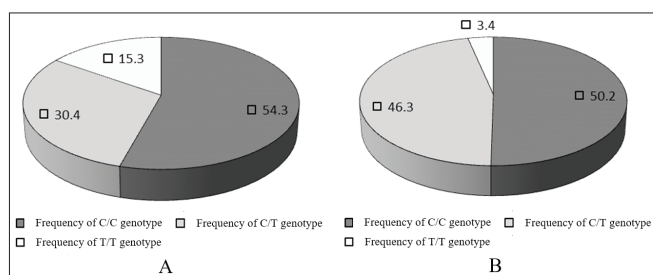 15.3
30.4
54.3
Frequency of C/C genotype
Frequency of C/T genotype
Frequency of T/T genotype
A
3.4
46.3
50.2
Frequency of C/C genotype
Frequency of C/T genotype
Frequency of T/T genotype
B